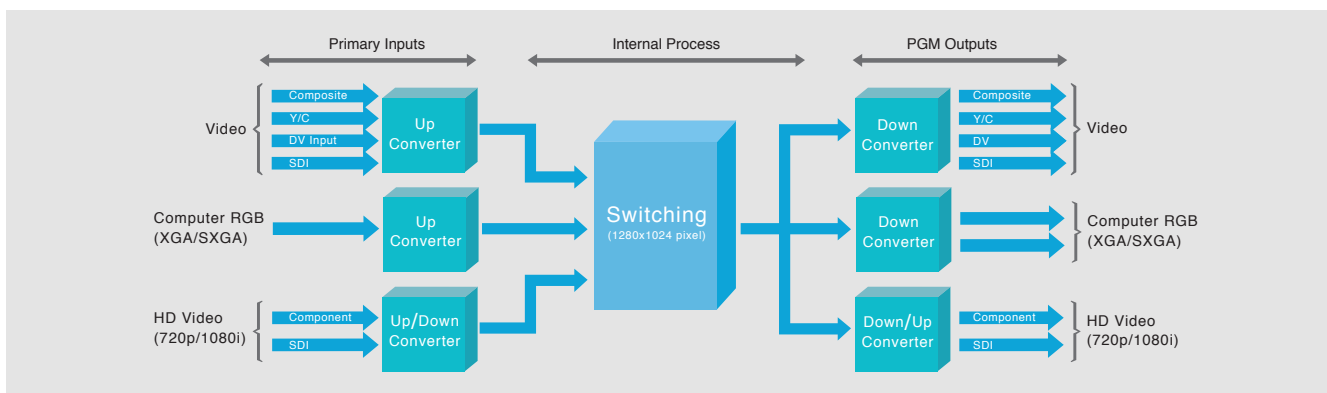 Primary Inputs
Internal Process
PGM Outputs
Video
Composite
Y/C
DV Input
SDI
Up
Converter
Computer RGB
(XGA/SXGA)
Up
Converter
HD Video
(720p/1080i)
Component
SDI
Up/Down
Converter
Switching
(1280x1024 pixel)
Down
Converter
Composite
Y/C
DV
SDI
Video
Down
Converter
Computer RGB
(XGA/SXGA)
Down/Up
Converter
Component
SDI
HD Video
(720p/1080i)